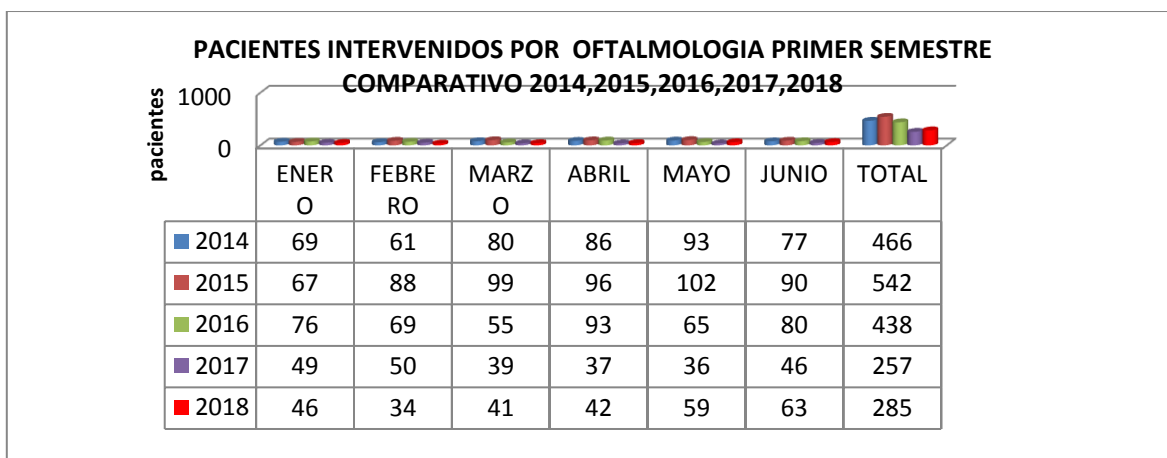 PACIENTES INTERVENIDOS POR OFTALMOLOGIA PRIMER SEMESTRE
COMPARATIVO 2014,2015,2016,2017,2018
pacientes
1000
0
ENER
O
FEBRE
RO
MARZ
O
ABRIL
MAYO
JUNIO
TOTAL
2014 69 61 80 86 93 77 466
2015 67 88 99 96 102 90 542
2016 76 69 55 93 65 80 438
2017 49 50 39 37 36 46 257
2018 46 34 41 42 59 63 285